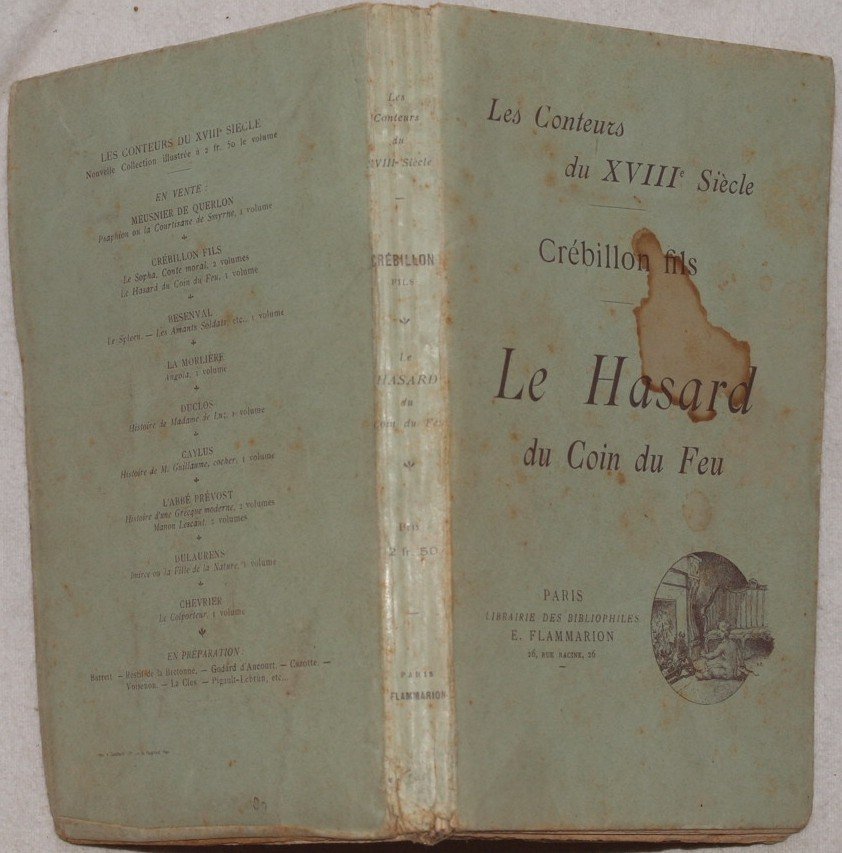 LES CONTEURS DU XVIIIe SIÈCLE
Nouvelle Collection illustrée à 2 fr. 50 le volume
EN VENTE :
MEUSNIER DE QUERLON
Psaphion ou la Courtisane de Smyrne, 1 volume
CRÉBILLON FILS
Le Sopha, Conte moral, 2 volumes
Le Hasard du Coin du Feu, 1 volume
BESENVAL
Le Spleen. — Les Amants Soldats, etc., 1 volume
LA MORLIÈRE
Angola, 1 volume
DUCLOS
Histoire de Madame de Luz, 1 volume
CAYLUS
Histoire de M. Guillaume, cocher, 1 volume
L'ABBÉ PRÉVOST
Histoire d'une Grecque moderne, 2 volumes
Manon Lescaut, 2 volumes
DULAURENS
Imirce ou la Fille de la Nature, 1 volume
CHEVRIER
Le Colporteur, 1 volume
EN PRÉPARATION :
Barrett — Restif de la Bretonne, — Godard d'Aucourt. — Cazotte. —
Voisenon. — La Clos. — Pigault-Lebrun, etc...
Les
Conteurs
du
XVIIIe Siècle
CRÉBILLON
FILS
Le
HASARD
du
Coin du Feu
Prix
2 fr. 50
PARIS
FLAMMARION
Les Conteurs
du XVIIIe Siècle
Crébillon fils
Le Hasard
du Coin du Feu
PARIS
LIBRAIRIE DES BIBLIOPHILES
E. FLAMMARION
26, RUE RACINE, 26